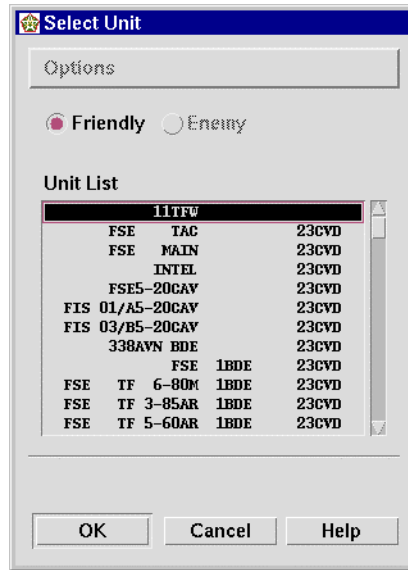 Select Unit
Options
Friendly Enemy
Unit List
11TFW
FSE TAC 23CVD
FSE MAIN 23CVD
INTEL 23CVD
FSE5-20CAV 23CVD
FIS 01/A5-20CAV 23CVD
FIS 03/B5-20CAV 23CVD
338AVN BDE 23CVD
FSE 1BDE 23CVD
FSE TF 6-80M 1BDE 23CVD
FSE TF 3-85AR 1BDE 23CVD
FSE TF 5-60AR 1BDE 23CVD
OK Cancel Help